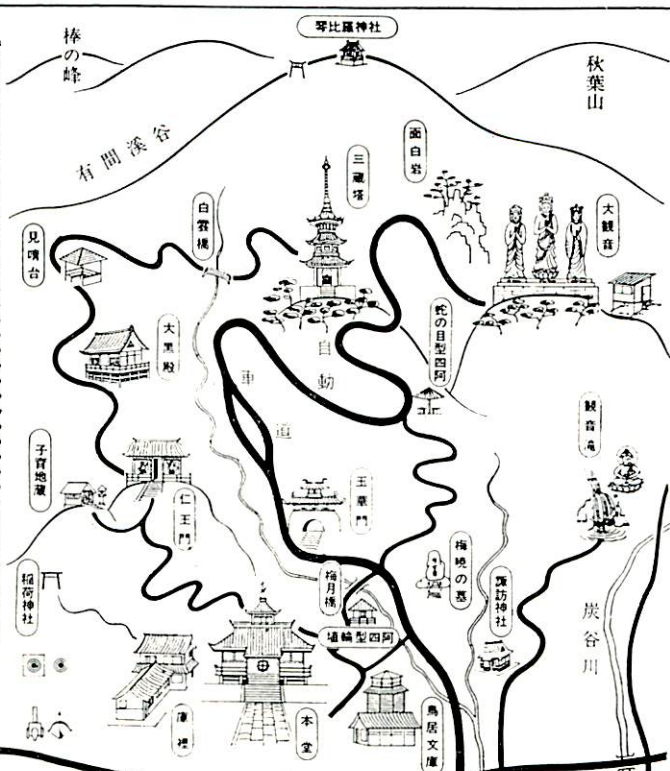 琴比羅神社
棒の峰
秋葉山
有間溪谷
面白岩
三蔵塔
白雲橋
大観音
見晴台
蛇の目型四阿
大黒殿
自動車道
観音滝
子育地蔵
仁王門
玉華門
梅暁の墓
梅月橋
諏訪神社
稲荷神社
埴輪型四阿
炭谷川
庫裡
本堂
鳥居文庫